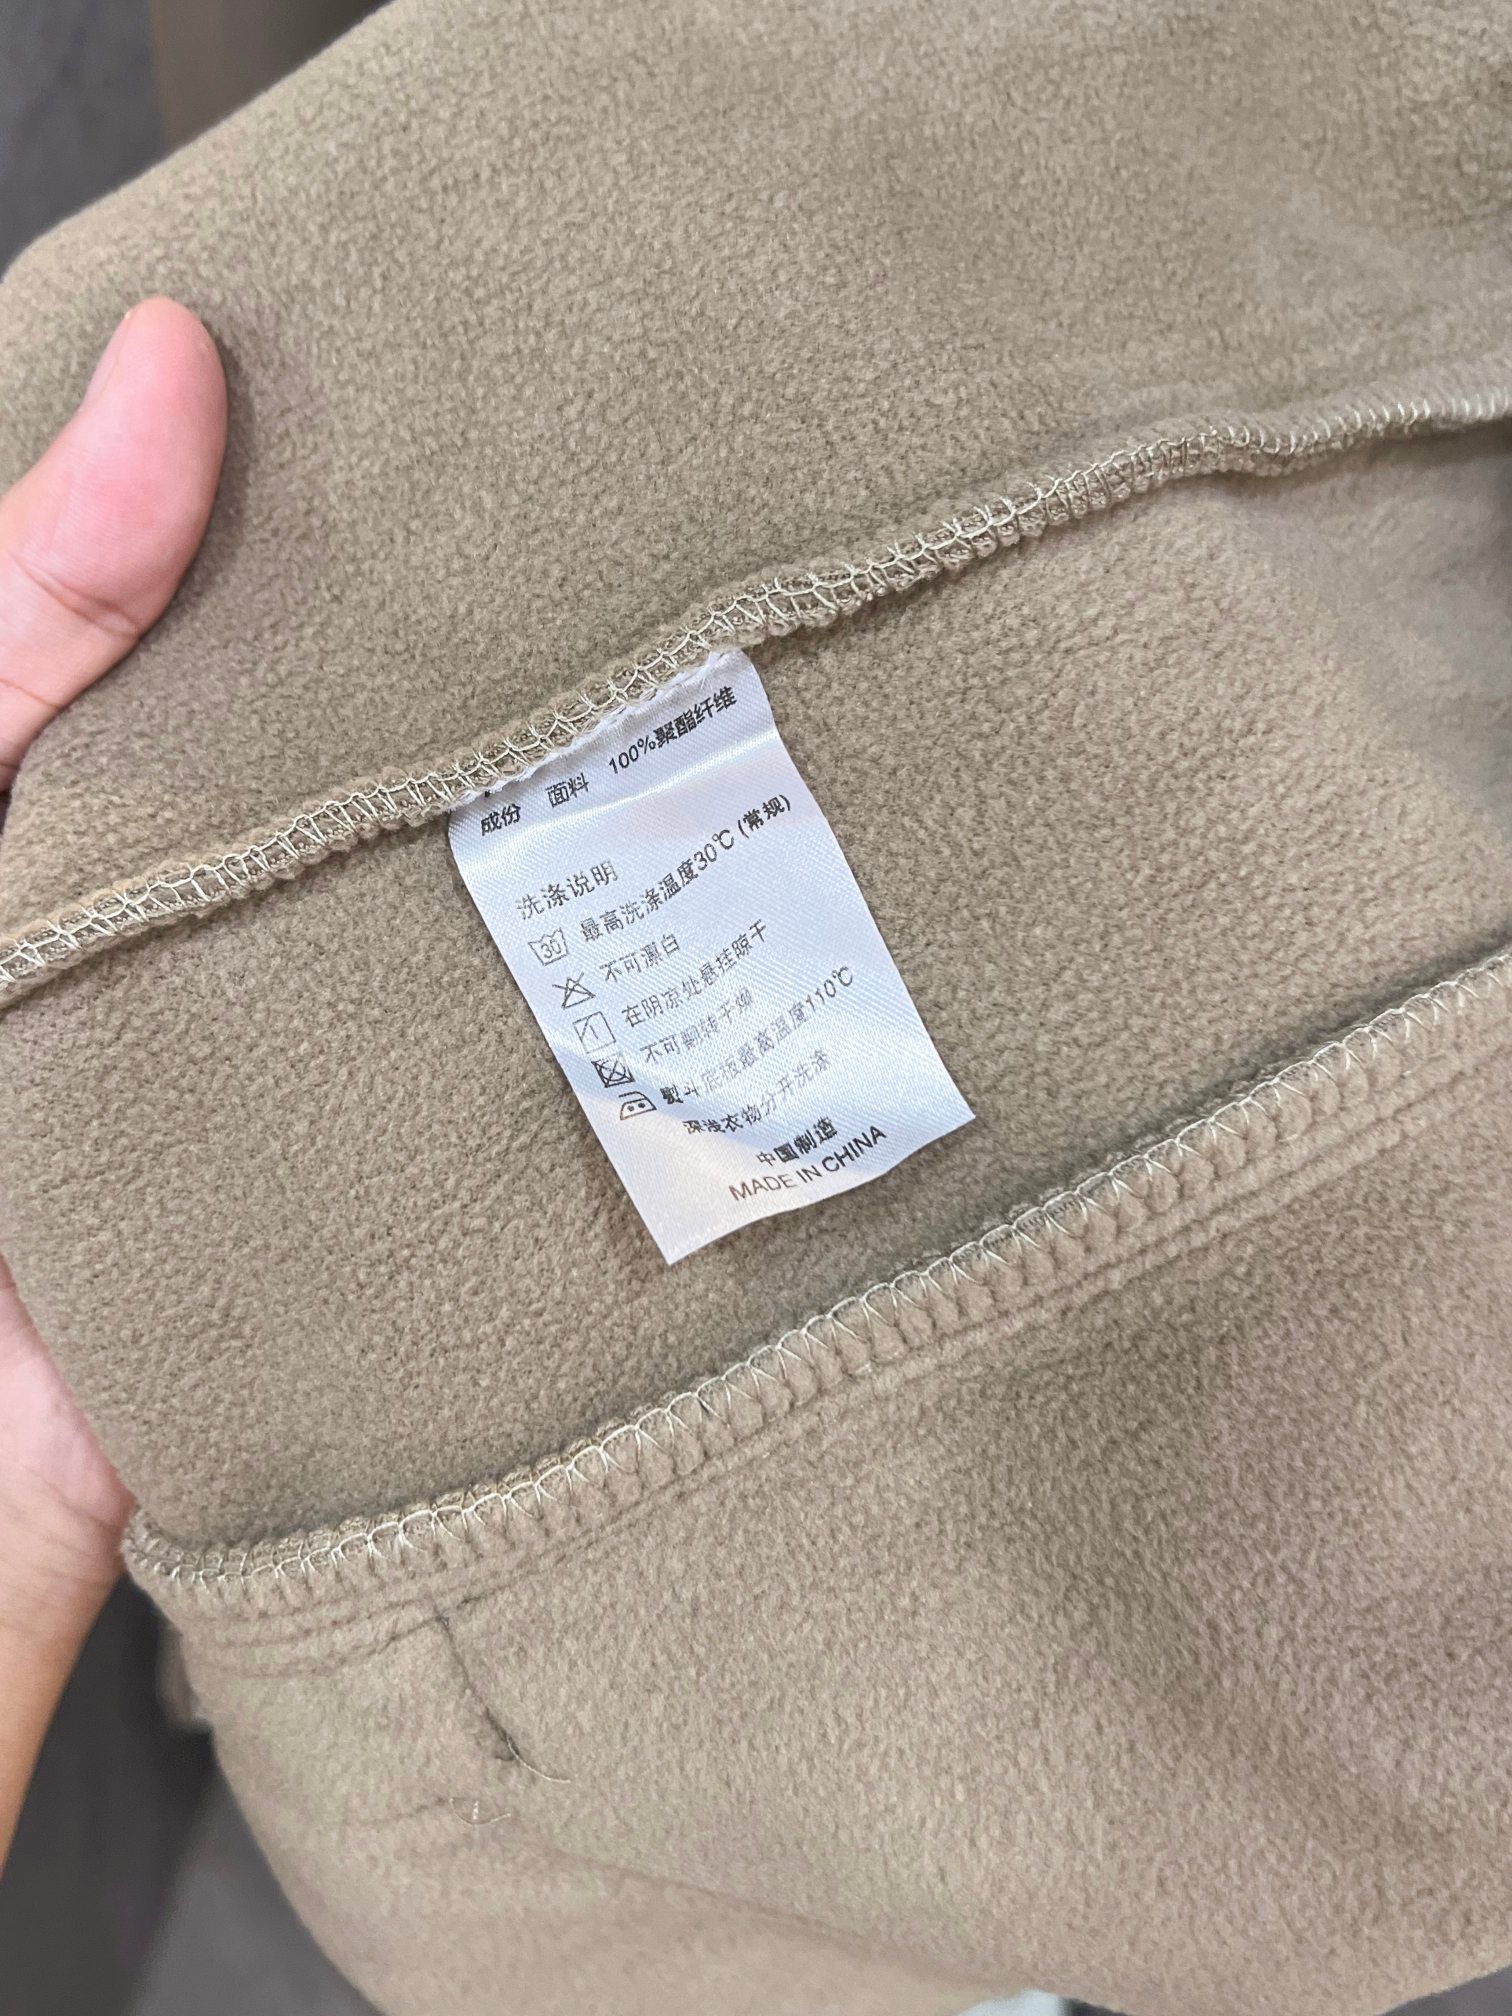 成份 面料 100%聚酯纤维
洗涤说明
30 最高洗涤温度30℃(常规)
不可漂白
在阴凉处悬挂晾干
不可翻转干燥
熨斗底板最高温度110℃
深浅衣物分开洗涤
中国制造
MADE IN CHINA